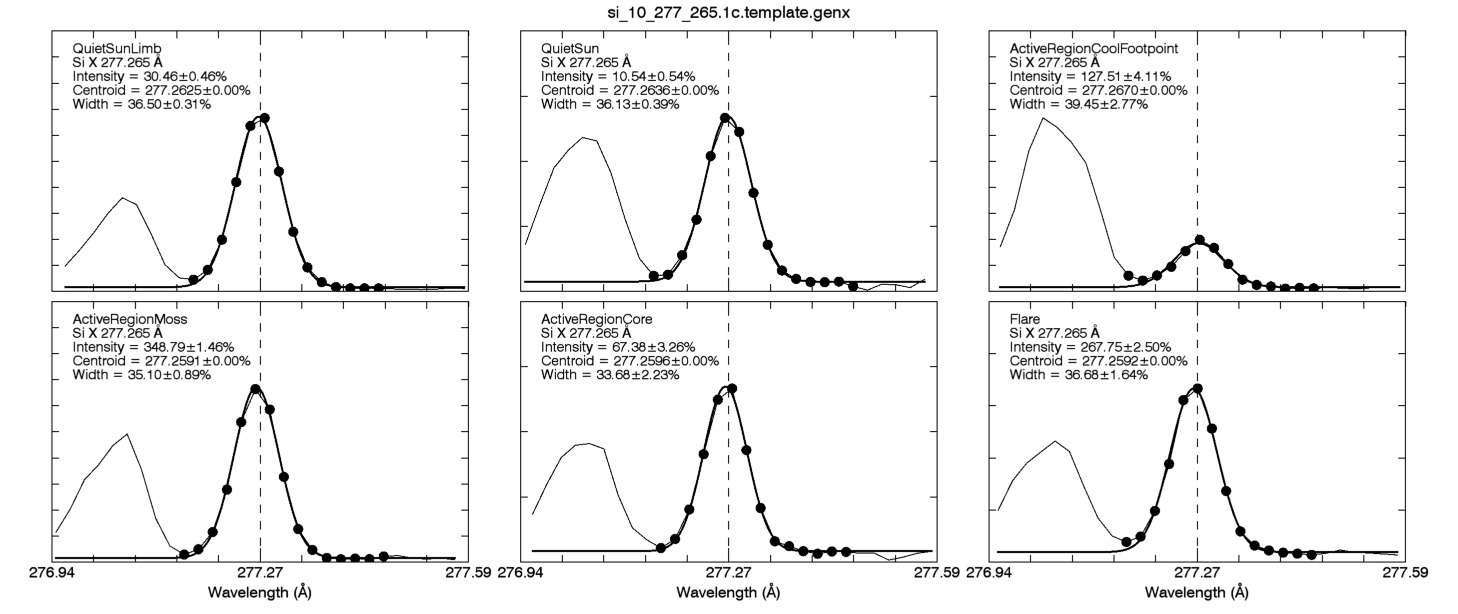 si_10_277_265.1c.template.genx
QuietSunLimb
Si X 277.265 Å
Intensity = 30.46±0.46%
Centroid = 277.2625±0.00%
Width = 36.50±0.31%
QuietSun
Si X 277.265 Å
Intensity = 10.54±0.54%
Centroid = 277.2636±0.00%
Width = 36.13±0.39%
ActiveRegionCoolFootpoint
Si X 277.265 Å
Intensity = 127.51±4.11%
Centroid = 277.2670±0.00%
Width = 39.45±2.77%
ActiveRegionMoss
Si X 277.265 Å
Intensity = 348.79±1.46%
Centroid = 277.2591±0.00%
Width = 35.10±0.89%
ActiveRegionCore
Si X 277.265 Å
Intensity = 67.38±3.26%
Centroid = 277.2596±0.00%
Width = 33.68±2.23%
Flare
Si X 277.265 Å
Intensity = 267.75±2.50%
Centroid = 277.2592±0.00%
Width = 36.68±1.64%
276.94 277.27 277.59 276.94 277.27 277.59 276.94 277.27 277.59
Wavelength (Å) Wavelength (Å) Wavelength (Å)